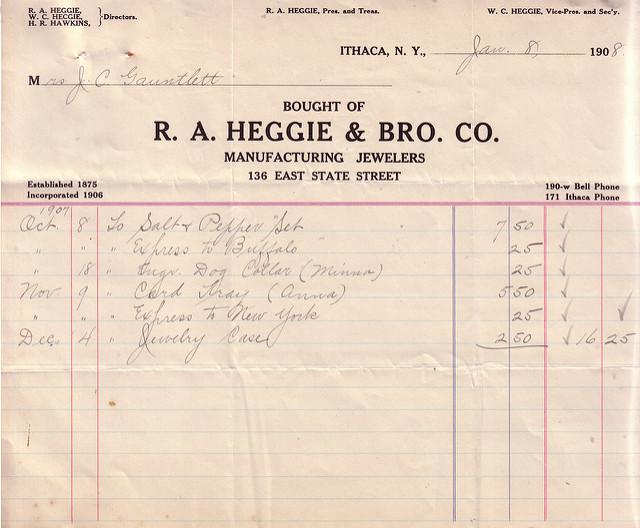 R. A. HEGGIE,
W. C. HEGGIE,
H. R. HAWKINS, } Directors.
R. A. HEGGIE, Pres. and Treas.
W. C. HEGGIE, Vice-Pres. and Sec'y.
ITHACA, N. Y., Jan. 8, 1908.
Mrs J. C. Gauntlett
BOUGHT OF
R. A. HEGGIE & BRO. CO.
MANUFACTURING JEWELERS
136 EAST STATE STREET
Established 1875
Incorporated 1906
190-w Bell Phone
171 Ithaca Phone
1907
Oct. 8 To Salt & Pepper Set 7 50 ✓
" " " Express to Buffalo 25 ✓
" 18 " Engr. Dog Collar (Minna) 25 ✓
Nov. 9 " Card Tray (Anna) 5 50 ✓
" " " Express to New York 25 ✓ ✓
Dec. 4 " Jewelry Case 2 50 ✓ 16 25